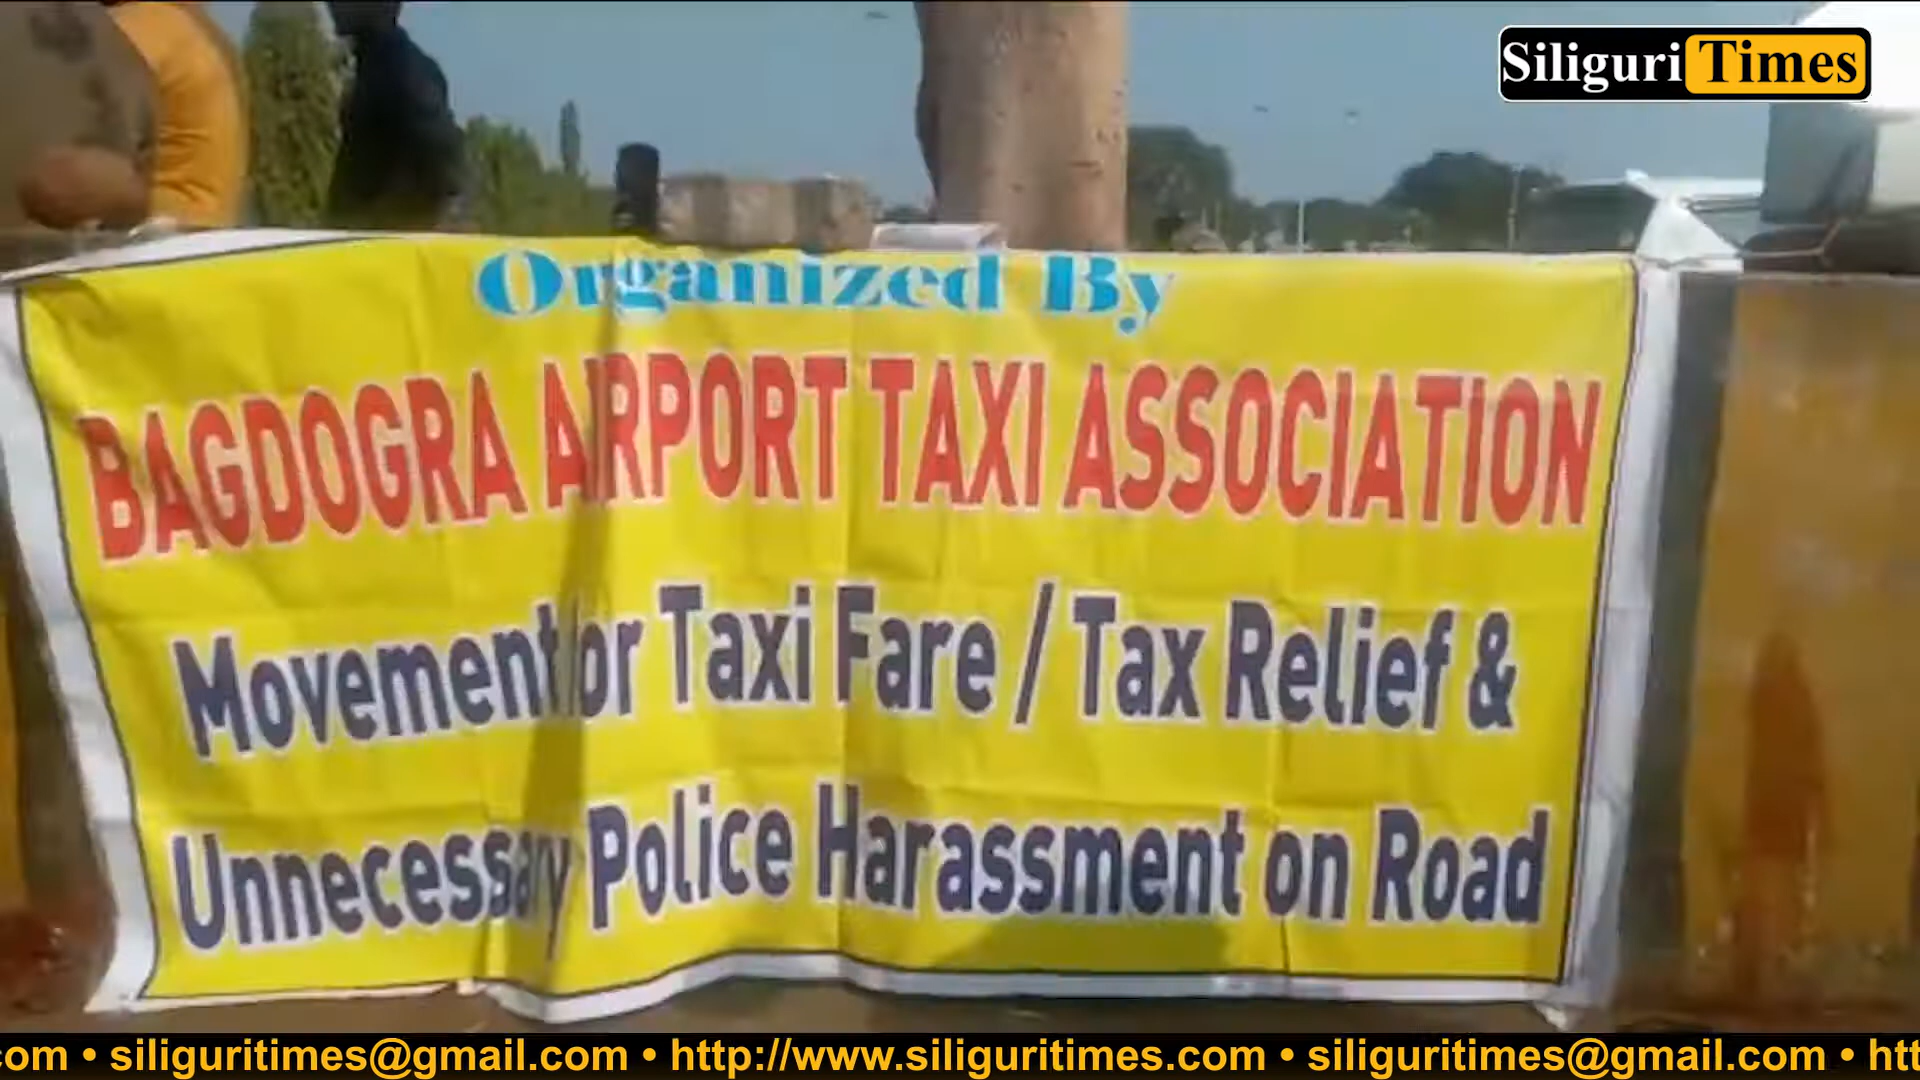 Siliguri Times
Organized By
BAGDOGRA AIRPORT TAXI ASSOCIATION
Movement for Taxi Fare / Tax Relief &
Unnecessary Police Harassment on Road
com • siliguritimes@gmail.com • http://www.siliguritimes.com • siliguritimes@gmail.com • htt